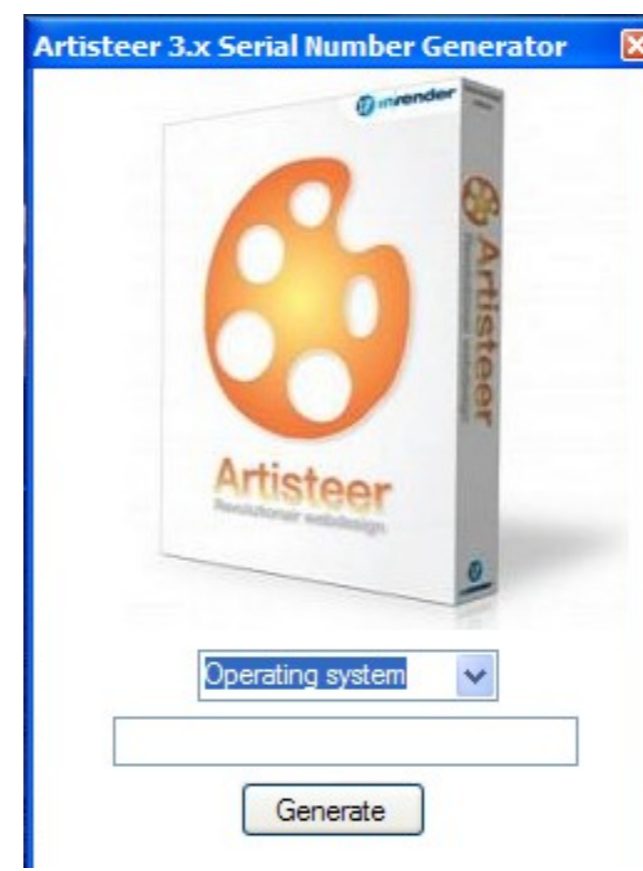 Artisteer 3.x Serial Number Generator
Artisteer
Artisteer
Operating system
Generate